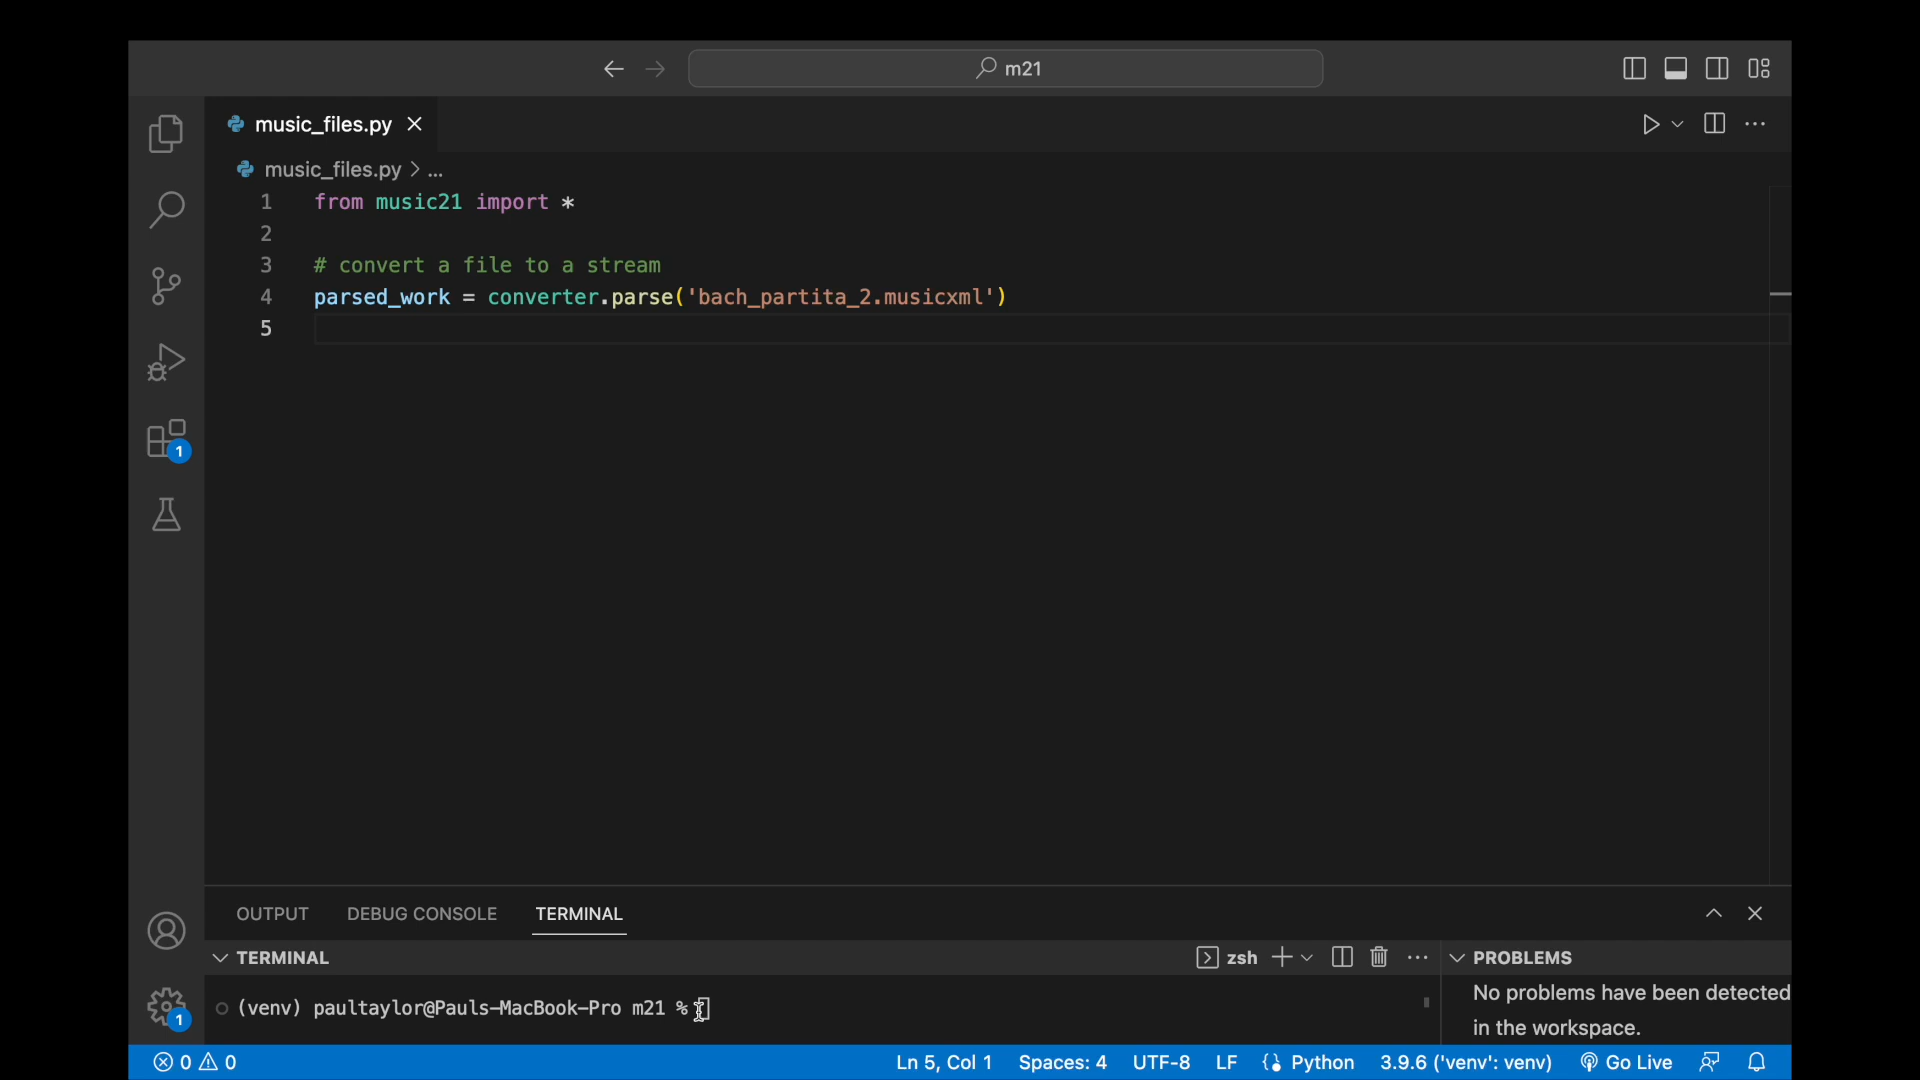 m21
music_files.py
music_files.py > ...
1 from music21 import *
2
3 # convert a file to a stream
4 parsed_work = converter.parse('bach_partita_2.musicxml')
5
1
1
OUTPUT DEBUG CONSOLE TERMINAL
TERMINAL zsh PROBLEMS
(venv) paultaylor@Pauls-MacBook-Pro m21 %
No problems have been detected
in the workspace.
0 0 Ln 5, Col 1 Spaces: 4 UTF-8 LF Python 3.9.6 ('venv': venv) Go Live